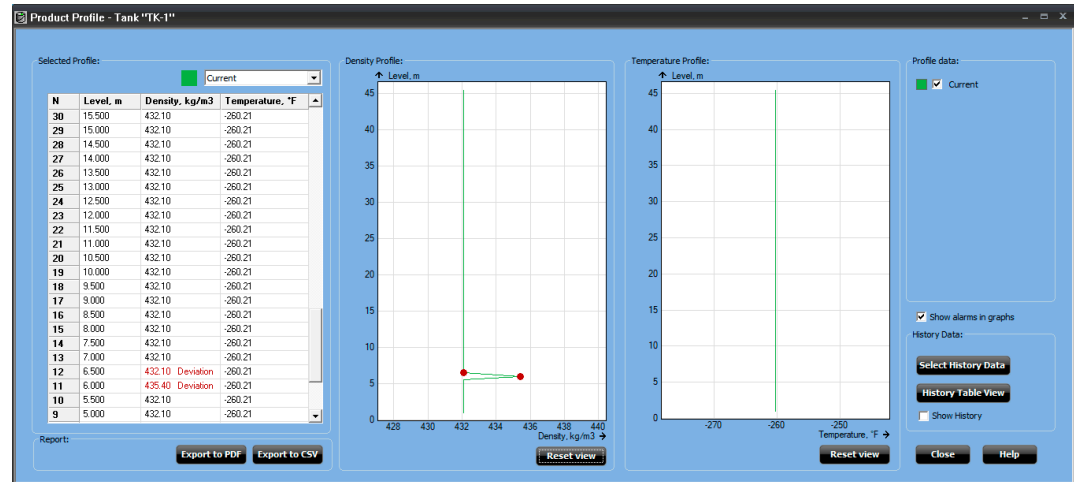 Product Profile - Tank "TK-1"
Selected Profile:
Current
N Level, m Density, kg/m3 Temperature, °F
30 15.500 432.10 -260.21
29 15.000 432.10 -260.21
28 14.500 432.10 -260.21
27 14.000 432.10 -260.21
26 13.500 432.10 -260.21
25 13.000 432.10 -260.21
24 12.500 432.10 -260.21
23 12.000 432.10 -260.21
22 11.500 432.10 -260.21
21 11.000 432.10 -260.21
20 10.500 432.10 -260.21
19 10.000 432.10 -260.21
18 9.500 432.10 -260.21
17 9.000 432.10 -260.21
16 8.500 432.10 -260.21
15 8.000 432.10 -260.21
14 7.500 432.10 -260.21
13 7.000 432.10 -260.21
12 6.500 432.10 Deviation -260.21
11 6.000 435.40 Deviation -260.21
10 5.500 432.10 -260.21
9 5.000 432.10 -260.21
Report:
Export to PDF Export to CSV
Density Profile:
↑ Level, m
45
40
35
30
25
20
15
10
5
0
428 430 432 434 436 438 440
Density, kg/m3 →
Reset view
Temperature Profile:
↑ Level, m
45
40
35
30
25
20
15
10
5
0
-270 -260 -250
Temperature, °F →
Reset view
Profile data:
Current
Show alarms in graphs
History Data:
Select History Data
History Table View
Show History
Close Help